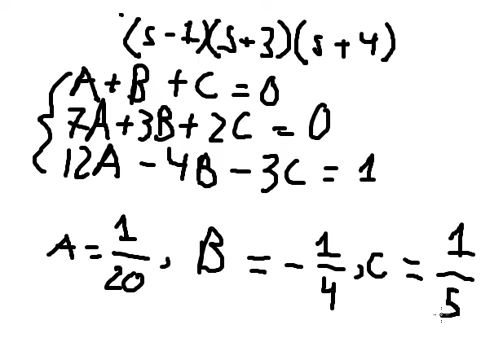 (s-1)(s+3)(s+4)
A+B+C=0
7A+3B+2C=0
12A-4B-3C=1
A=1/20, B=-1/4, C=1/5